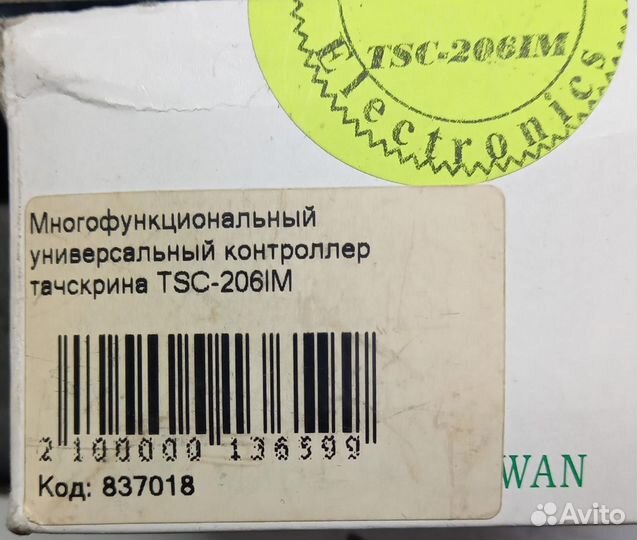 TSC-206IM
Electronics
Многофункциональный
универсальный контроллер
тачскрина TSC-206IM
2 100000 136599
Код: 837018
WAN
Avito